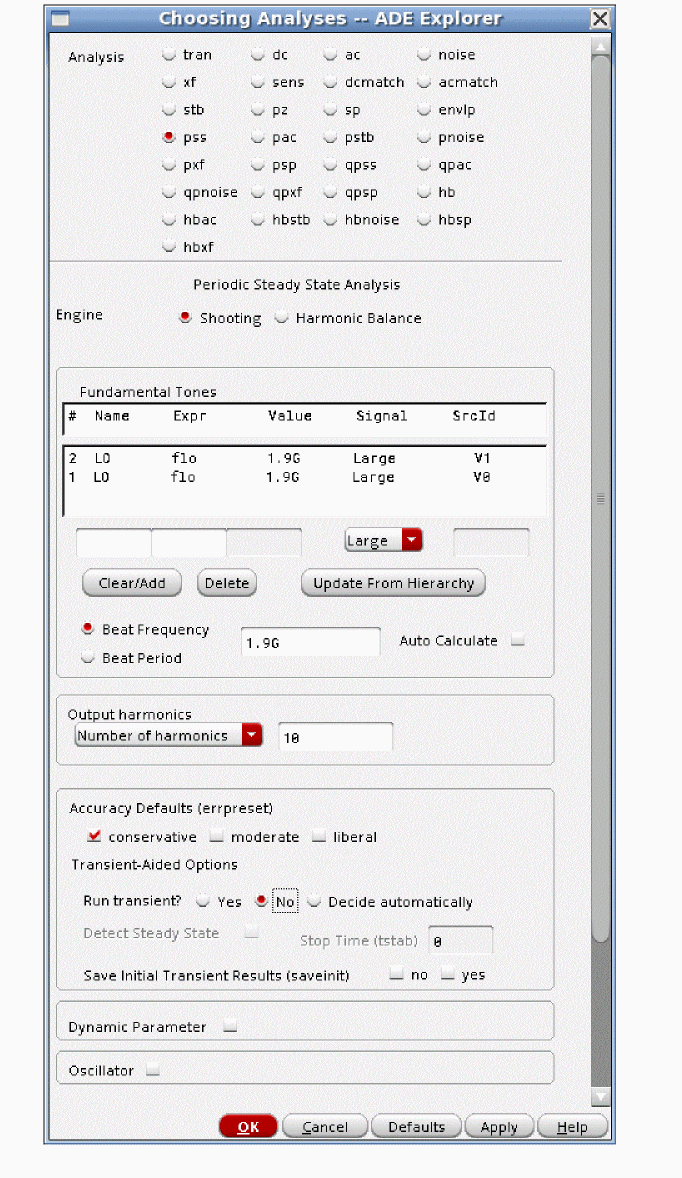 Choosing Analyses -- ADE Explorer
Analysis tran dc ac noise
xf sens dcmatch acmatch
stb pz sp envlp
pss pac pstb pnoise
pxf psp qpss qpac
qpnoise qpxf qpsp hb
hbac hbstb hbnoise hbsp
hbxf
Periodic Steady State Analysis
Engine Shooting Harmonic Balance
Fundamental Tones
# Name Expr Value Signal SrcId
2 LO flo 1.9G Large V1
1 LO flo 1.9G Large V0
Large
Clear/Add Delete Update From Hierarchy
Beat Frequency 1.9G Auto Calculate
Beat Period
Output harmonics
Number of harmonics 10
Accuracy Defaults (errpreset)
conservative moderate liberal
Transient-Aided Options
Run transient? Yes No Decide automatically
Detect Steady State Stop Time (tstab) 0
Save Initial Transient Results (saveinit) no yes
Dynamic Parameter
Oscillator
OK Cancel Defaults Apply Help